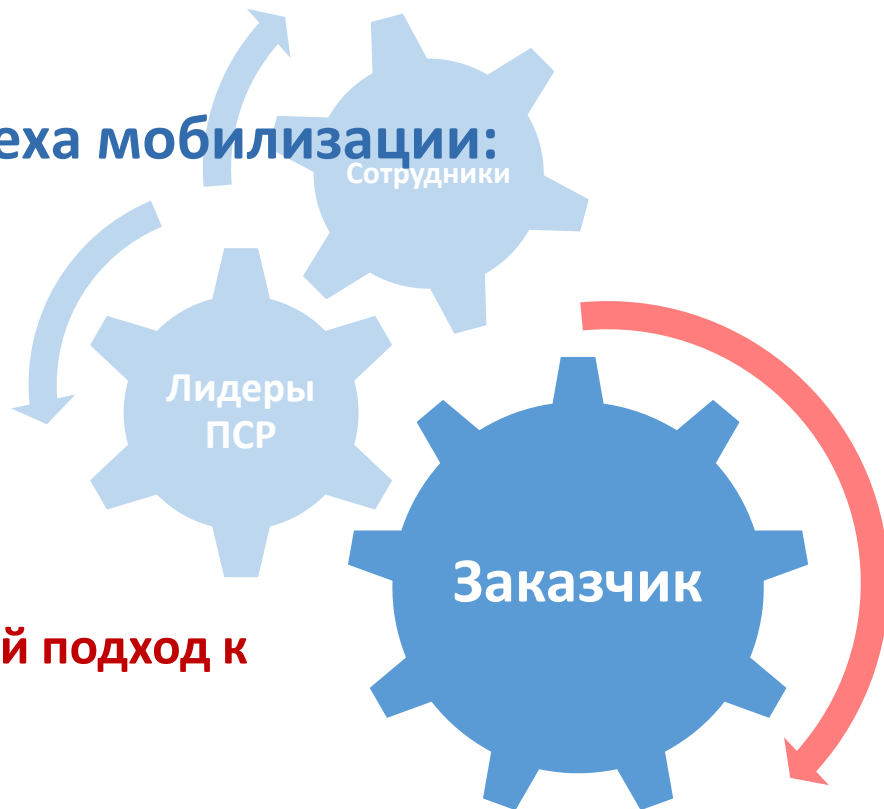 еха мобилизации:
Сотрудники
Лидеры
ПСР
Заказчик
й подход к